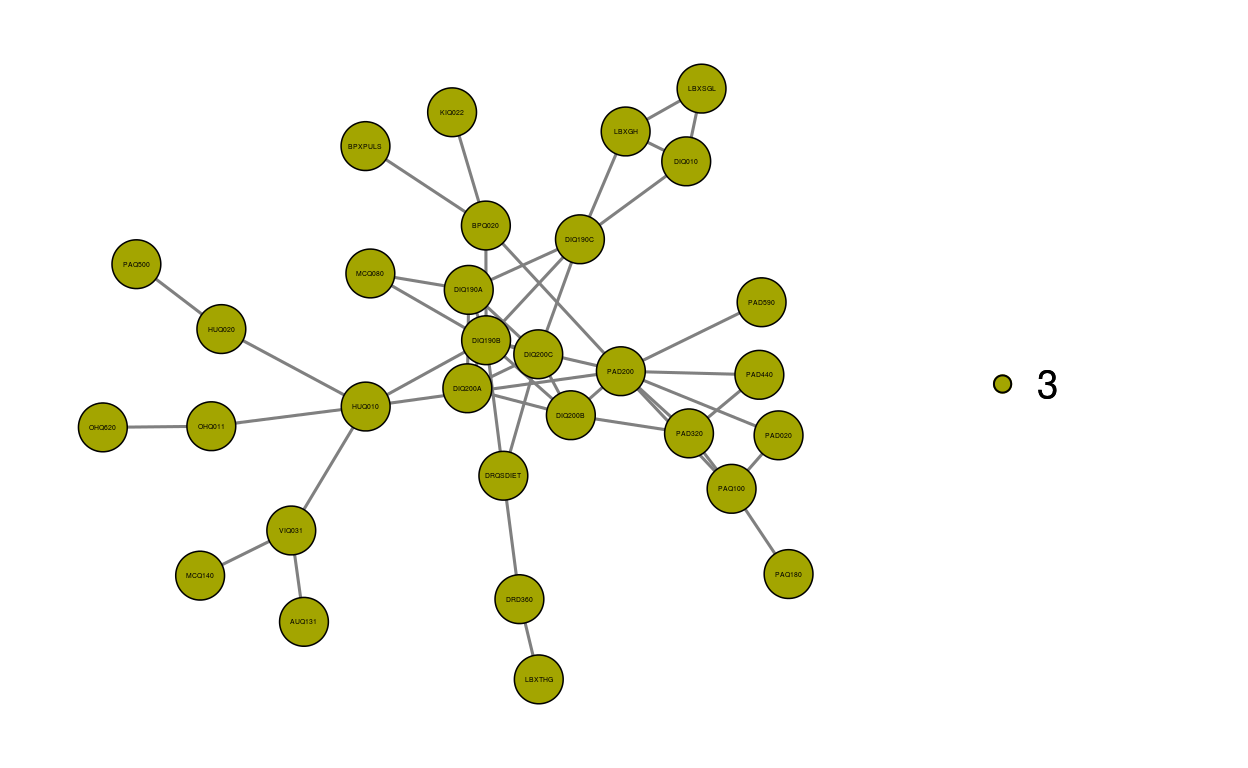 LBXSGL
KIQ022
LBXGH
BPXPULS
DIQ010
BPQ020
DIQ190C
PAQ500
MCQ080
DIQ190A
PAD590
HUQ020
DIQ190B
DIQ200C
PAD200
PAD440
3
DIQ200A
HUQ010
DIQ200B
OHQ620
OHQ011
PAD320
PAD020
DRQSDIET
PAQ100
VIQ031
MCQ140
PAQ180
DRD360
AUQ131
LBXTHG